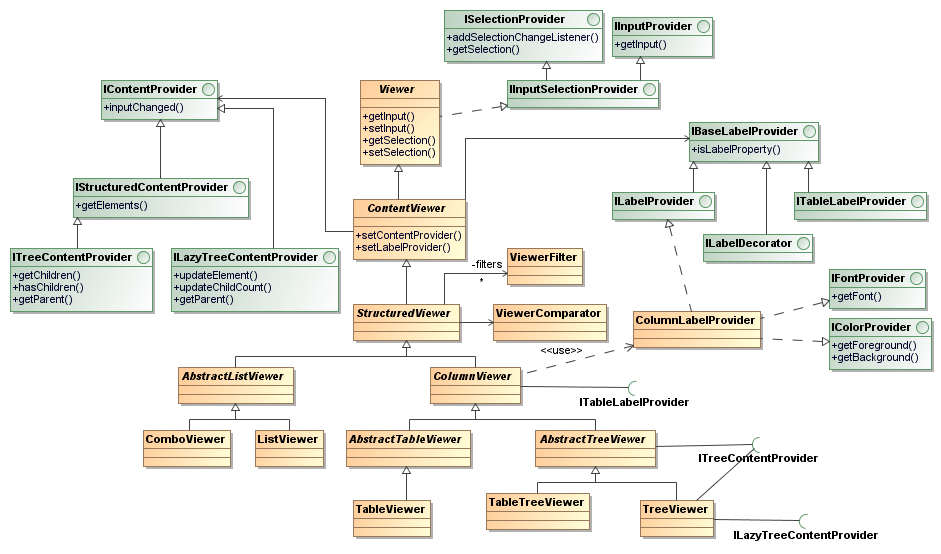 ISelectionProvider
+addSelectionChangeListener()
+getSelection()
IInputProvider
+getInput()
IContentProvider
+inputChanged()
Viewer
+getInput()
+setInput()
+getSelection()
+setSelection()
IInputSelectionProvider
IBaseLabelProvider
+isLabelProperty()
IStructuredContentProvider
+getElements()
ContentViewer
+setContentProvider()
+setLabelProvider()
ILabelProvider
ITableLabelProvider
ILabelDecorator
ITreeContentProvider
+getChildren()
+hasChildren()
+getParent()
ILazyTreeContentProvider
+updateElement()
+updateChildCount()
+getParent()
-filters
*
ViewerFilter
IFontProvider
+getFont()
StructuredViewer
ViewerComparator
ColumnLabelProvider
IColorProvider
+getForeground()
+getBackground()
<<use>>
AbstractListViewer
ColumnViewer
ITableLabelProvider
ComboViewer
ListViewer
AbstractTableViewer
AbstractTreeViewer
ITreeContentProvider
TableViewer
TableTreeViewer
TreeViewer
ILazyTreeContentProvider